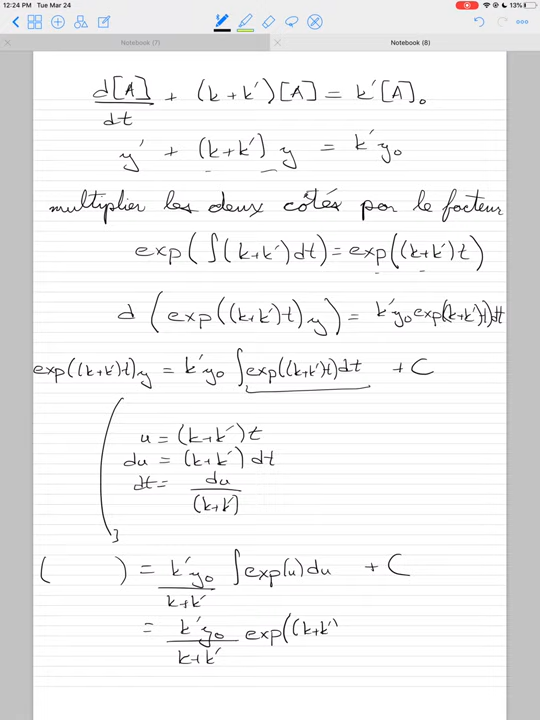 12:24 PM Tue Mar 24
13%
Notebook (7)
Notebook (8)
d[A]/dt + (k+k′)[A] = k′[A]₀
y′ + (k+k′) y = k′y₀
multiplier les deux côtés par le facteur
exp(∫(k+k′)dt) = exp((k+k′)t)
d(exp((k+k′)t)y) = k′y₀exp(k+k′)t)dt
exp((k+k′)t)y = k′y₀ ∫exp((k+k′)t)dt + C
u = (k+k′)t
du = (k+k′)dt
dt = du/(k+k′)
( ) = k′y₀/k+k′ ∫exp(u)du + C
= k′y₀/k+k′ exp((k+k′)